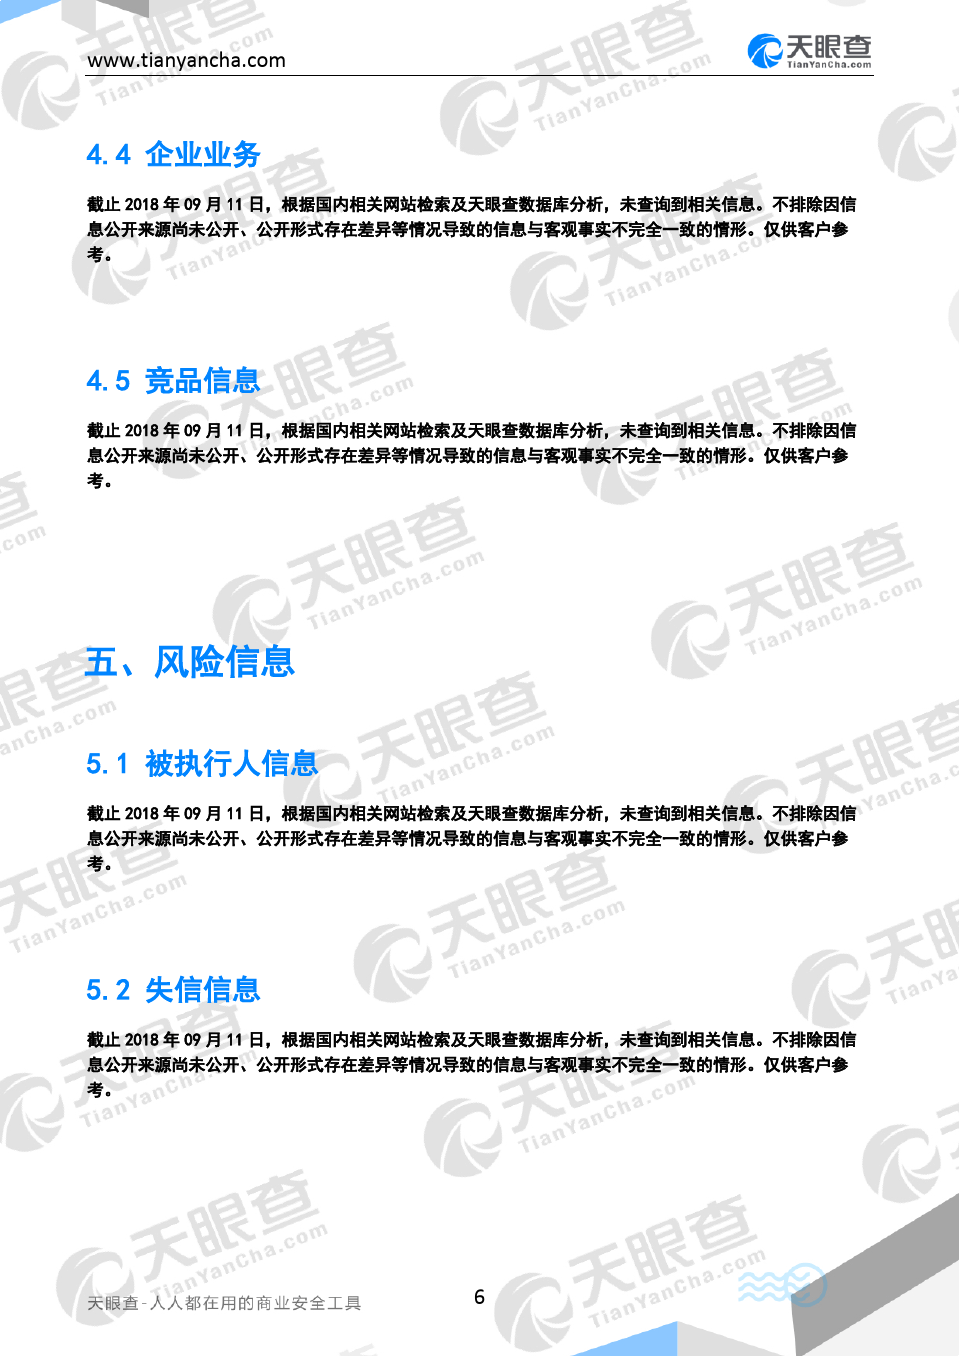 www.tianyancha.com
天眼查
TianYanCha.com
4.4 企业业务
截止 2018 年 09 月 11 日，根据国内相关网站检索及天眼查数据库分析，未查询到相关信息。不排除因信
息公开来源尚未公开、公开形式存在差异等情况导致的信息与客观事实不完全一致的情形。仅供客户参
考。
4.5 竞品信息
截止 2018 年 09 月 11 日，根据国内相关网站检索及天眼查数据库分析，未查询到相关信息。不排除因信
息公开来源尚未公开、公开形式存在差异等情况导致的信息与客观事实不完全一致的情形。仅供客户参
考。
五、风险信息
5.1 被执行人信息
截止 2018 年 09 月 11 日，根据国内相关网站检索及天眼查数据库分析，未查询到相关信息。不排除因信
息公开来源尚未公开、公开形式存在差异等情况导致的信息与客观事实不完全一致的情形。仅供客户参
考。
5.2 失信信息
截止 2018 年 09 月 11 日，根据国内相关网站检索及天眼查数据库分析，未查询到相关信息。不排除因信
息公开来源尚未公开、公开形式存在差异等情况导致的信息与客观事实不完全一致的情形。仅供客户参
考。
天眼查-人人都在用的商业安全工具
6